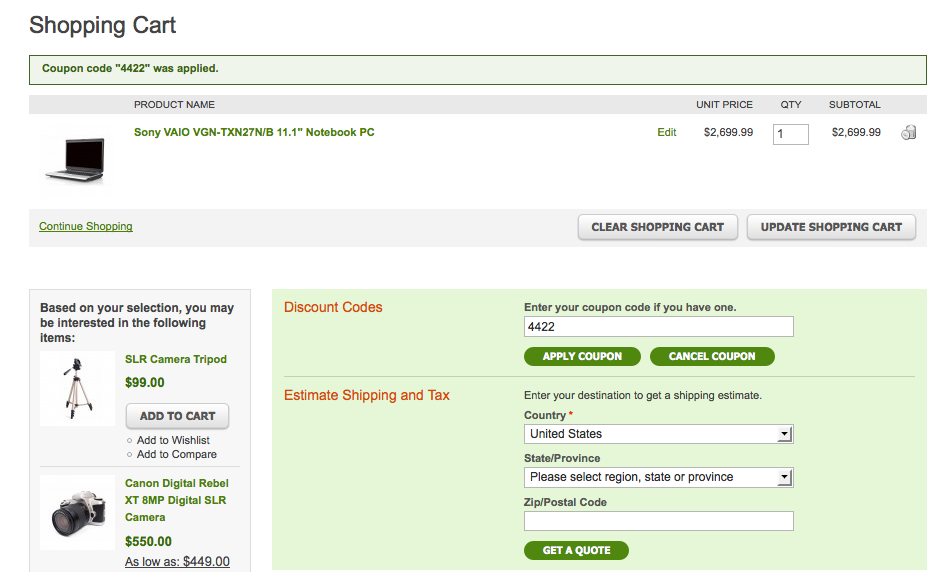 Shopping Cart
Coupon code "4422" was applied.
PRODUCT NAME UNIT PRICE QTY SUBTOTAL
Sony VAIO VGN-TXN27N/B 11.1" Notebook PC Edit $2,699.99 1 $2,699.99
Continue Shopping CLEAR SHOPPING CART UPDATE SHOPPING CART
Based on your selection, you may
be interested in the following
items:
SLR Camera Tripod
$99.00
ADD TO CART
Add to Wishlist
Add to Compare
Canon Digital Rebel
XT 8MP Digital SLR
Camera
$550.00
As low as: $449.00
Discount Codes
Enter your coupon code if you have one.
4422
APPLY COUPON CANCEL COUPON
Estimate Shipping and Tax
Enter your destination to get a shipping estimate.
Country *
United States
State/Province
Please select region, state or province
Zip/Postal Code
GET A QUOTE